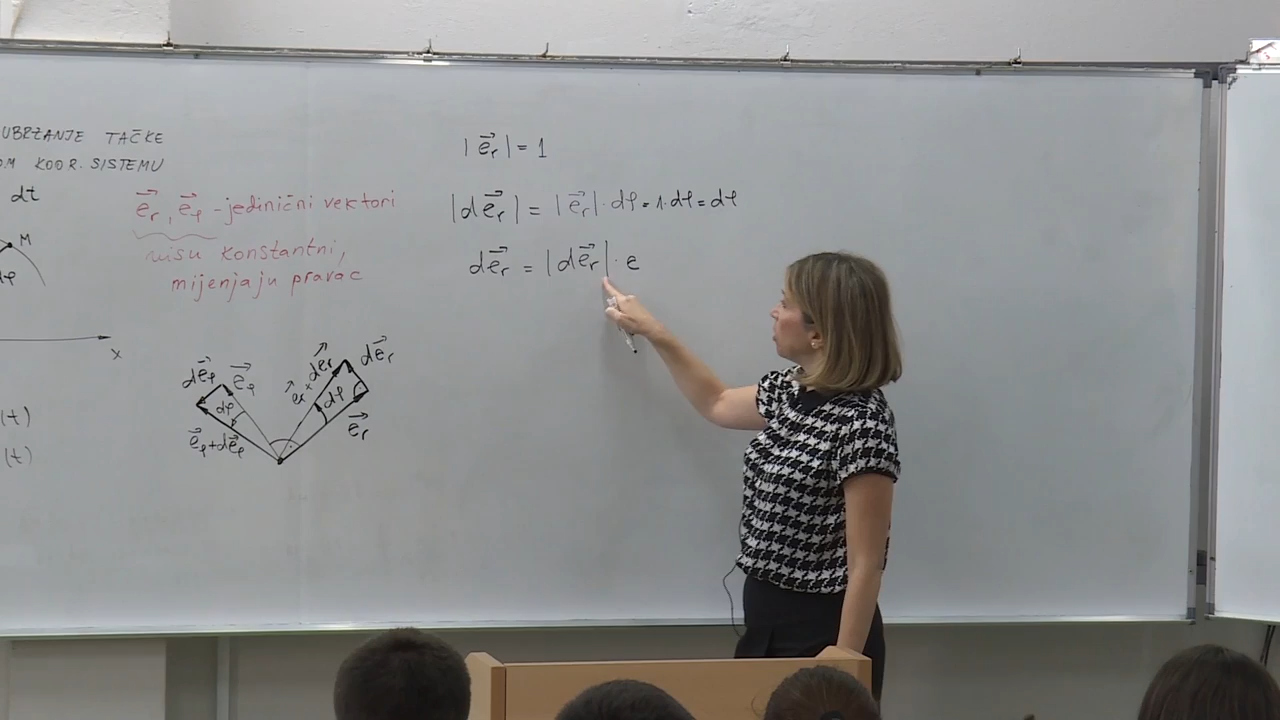 UBRZANJE TAČKE
OM KOOR. SISTEMU
dt
M
dφ
x
(t)
(t)
e⃗r, e⃗φ - jedinični vektori
nisu konstantni,
mijenjaju pravac
de⃗φ
e⃗φ
dφ
e⃗φ+de⃗φ
e⃗r+de⃗r
de⃗r
dφ
e⃗r
|e⃗r| = 1
|de⃗r| = |e⃗r|·dφ = 1·dφ = dφ
de⃗r = |de⃗r|·e